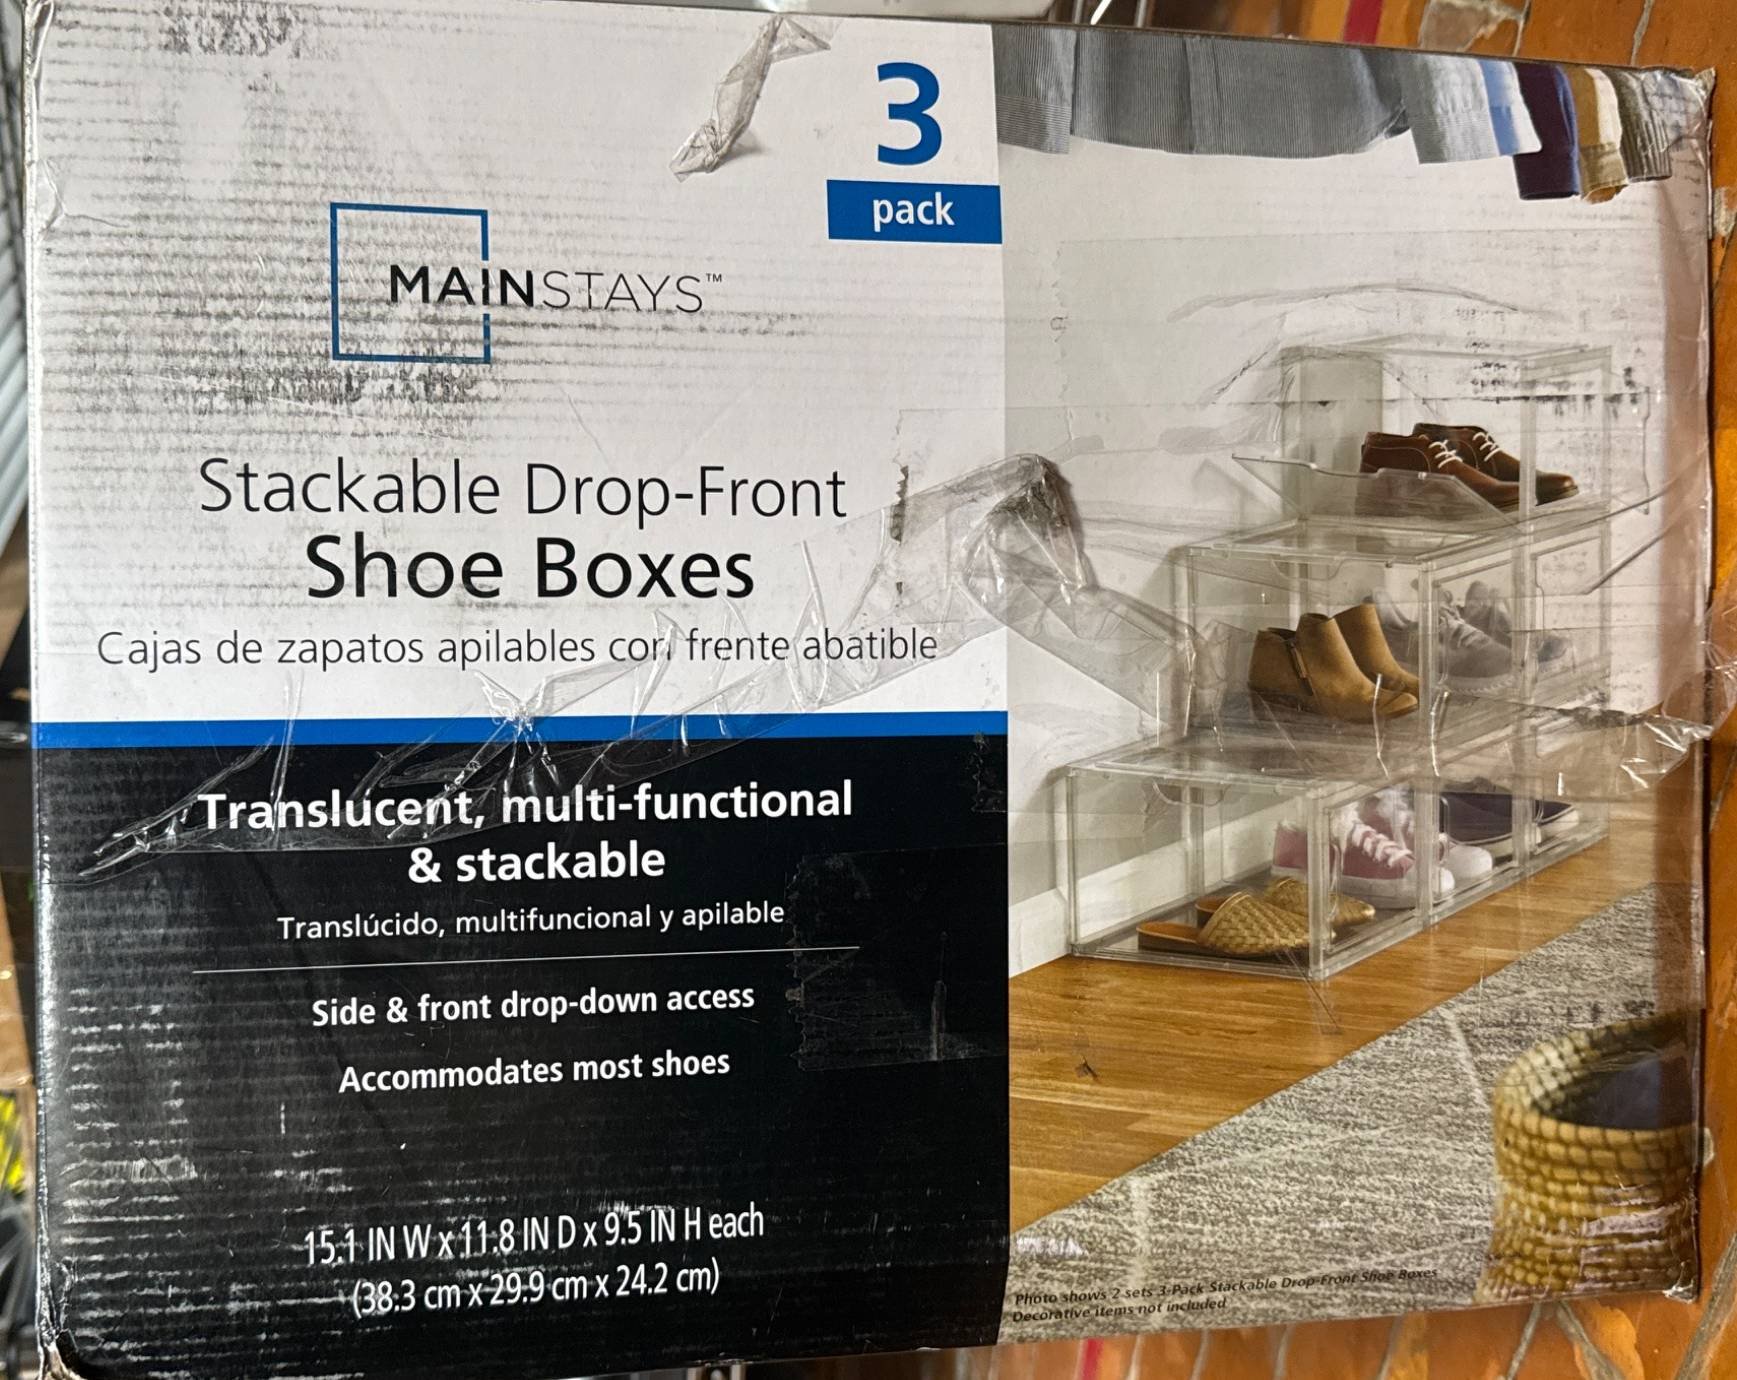 3
pack
MAINSTAYS™
Stackable Drop-Front
Shoe Boxes
Cajas de zapatos apilables con frente abatible
Translucent, multi-functional
& stackable
Translúcido, multifuncional y apilable
Side & front drop-down access
Accommodates most shoes
15.1 IN W x 11.8 IN D x 9.5 IN H each
(38.3 cm x 29.9 cm x 24.2 cm)
Photo shows 2 sets 3-Pack Stackable Drop-Front Shoe Boxes
Decorative items not included